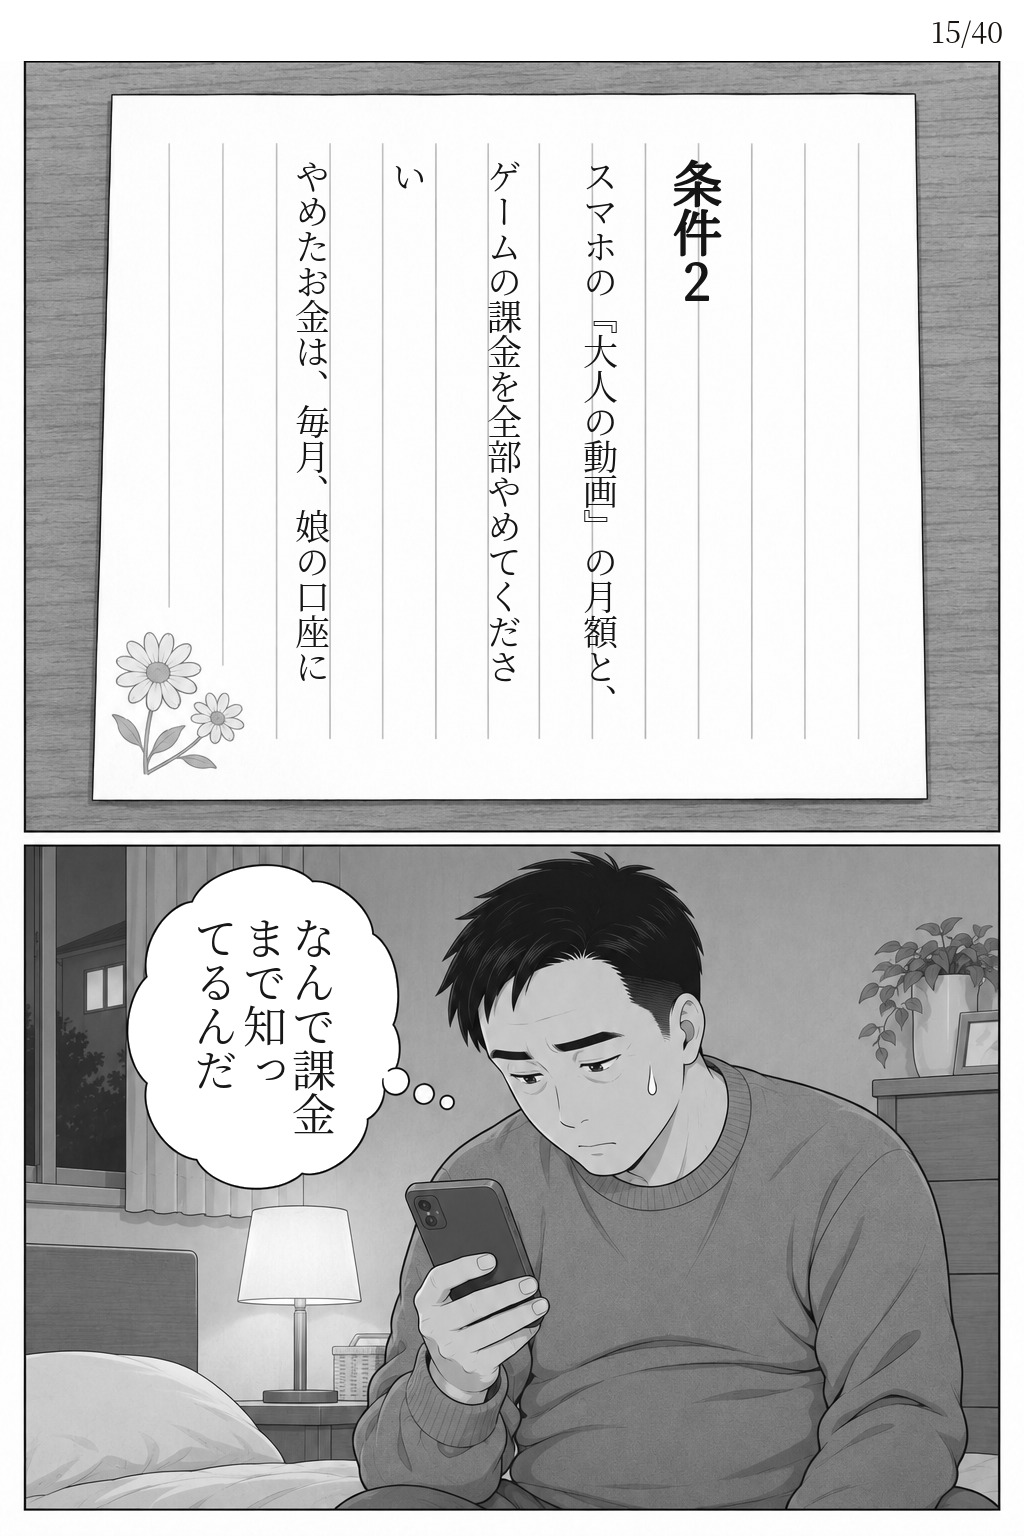 15/40
条件2
スマホの『大人の動画』の月額と、
ゲームの課金を全部やめてくださ
い
やめたお金は、毎月、娘の口座に
なんで課金
まで知っ
てるんだ